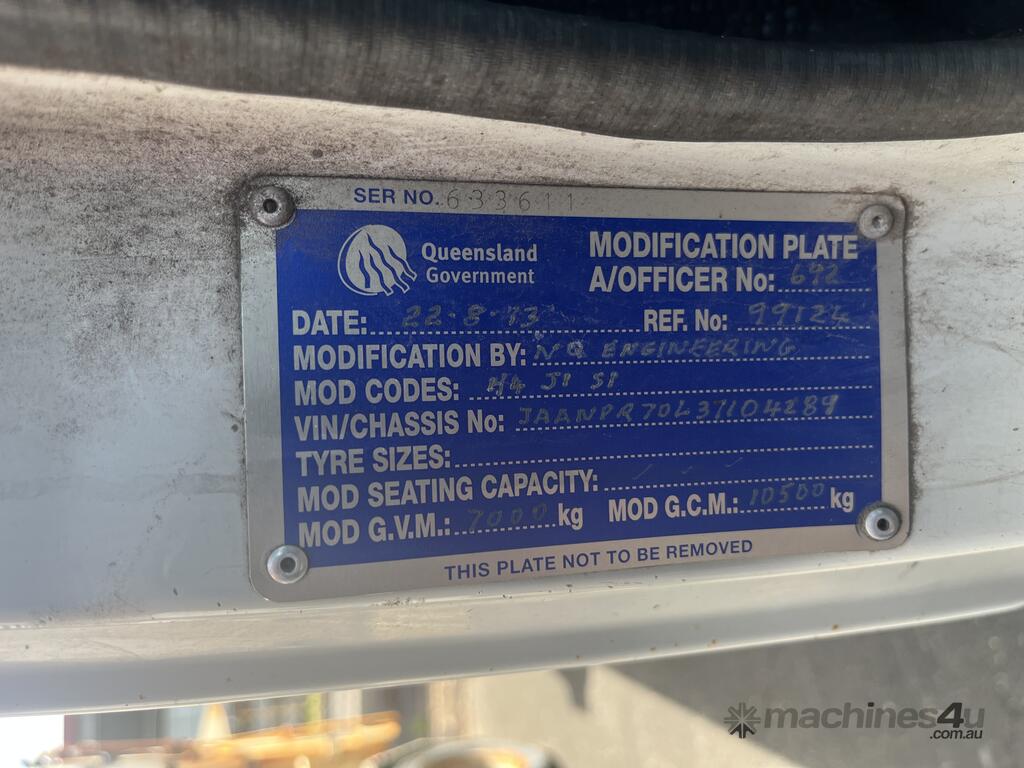 SER NO. 633611
Queensland
Government
MODIFICATION PLATE
A/OFFICER No: 642
DATE: 22-8-13 REF. No: 99124
MODIFICATION BY: NQ ENGINEERING
MOD CODES: H4 J1 S1
VIN/CHASSIS No: JAANPR70L37104289
TYRE SIZES:
MOD SEATING CAPACITY: - - -
MOD G.V.M.: 7000 kg MOD G.C.M.: 10500 kg
THIS PLATE NOT TO BE REMOVED
machines4u
.com.au